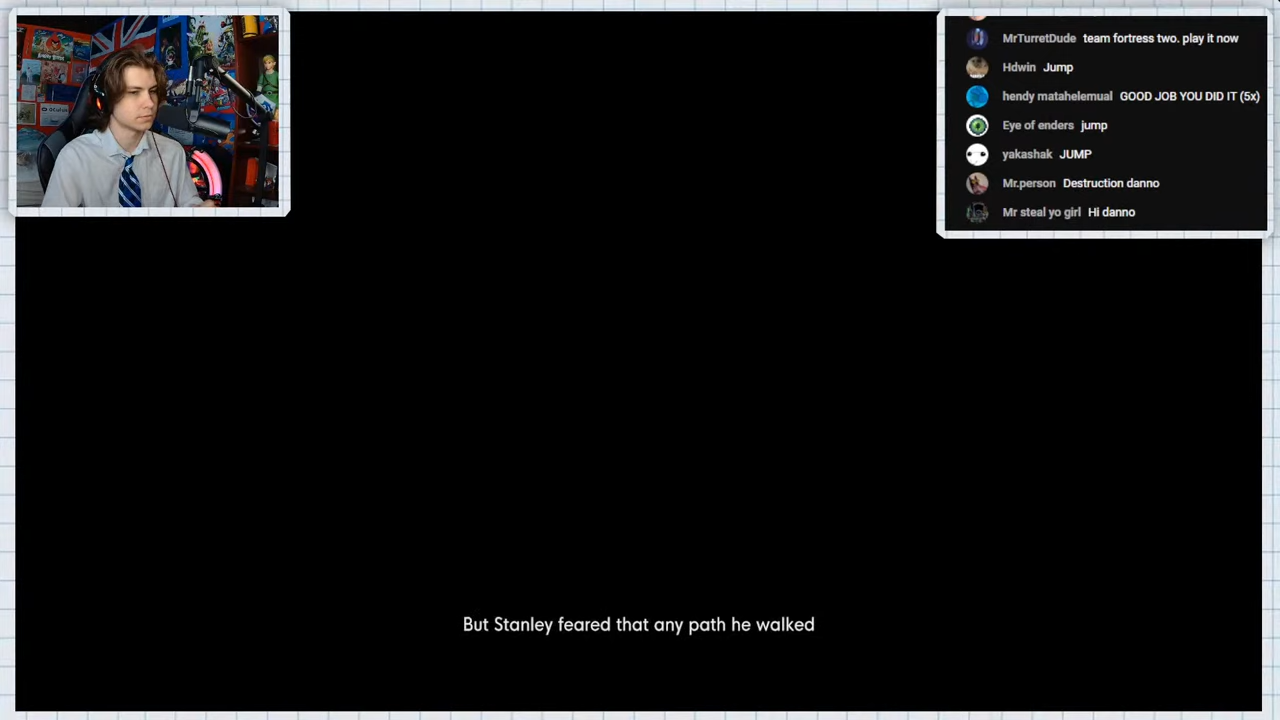 MrTurretDude team fortress two. play it now
Hdwin Jump
hendy matahelemual GOOD JOB YOU DID IT (5x)
Eye of enders jump
yakashak JUMP
Mr.person Destruction danno
Mr steal yo girl Hi danno
But Stanley feared that any path he walked